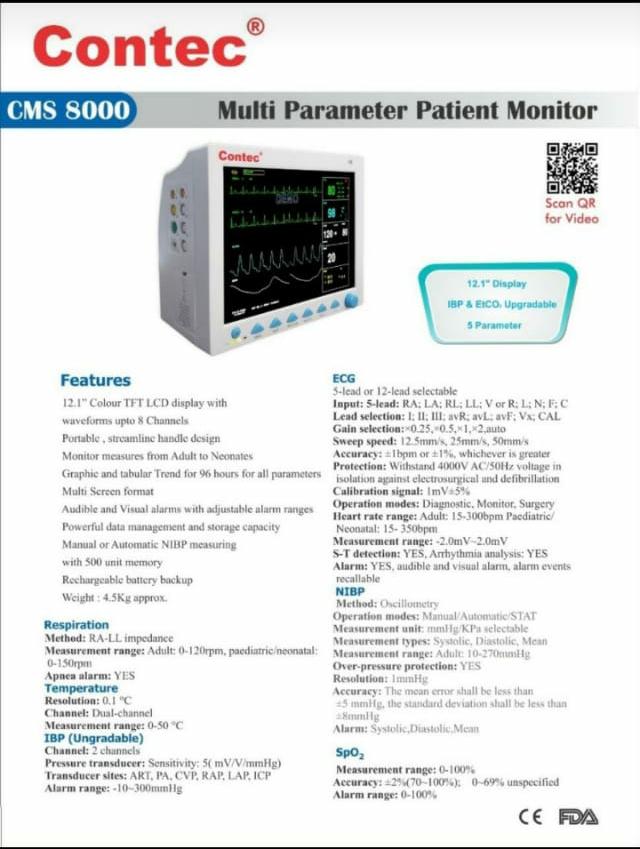 Contec®
CMS 8000
Multi Parameter Patient Monitor
Contec
DEMO
80
98
120
80
20
Scan QR
for Video
12.1" Display
IBP & EtCO₂ Upgradable
5 Parameter
Features
12.1" Colour TFT LCD display with
waveforms upto 8 Channels
Portable , streamline handle design
Monitor measures from Adult to Neonates
Graphic and tabular Trend for 96 hours for all parameters
Multi Screen format
Audible and Visual alarms with adjustable alarm ranges
Powerful data management and storage capacity
Manual or Automatic NIBP measuring
with 500 unit memory
Rechargeable battery backup
Weight : 4.5Kg approx.
Respiration
Method: RA-LL impedance
Measurement range: Adult: 0-120rpm, paediatric/neonatal:
0-150rpm
Apnea alarm: YES
Temperature
Resolution: 0.1 °C
Channel: Dual-channel
Measurement range: 0-50 °C
IBP (Ungradable)
Channel: 2 channels
Pressure transducer: Sensitivity: 5( mV/V/mmHg)
Transducer sites: ART, PA, CVP, RAP, LAP, ICP
Alarm range: -10~300mmHg
ECG
5-lead or 12-lead selectable
Input: 5-lead: RA; LA; RL; LL; V or R; L; N; F; C
Lead selection: I; II; III; avR; avL; avF; Vx; CAL
Gain selection:×0.25,×0.5,×1,×2,auto
Sweep speed: 12.5mm/s, 25mm/s, 50mm/s
Accuracy: ±1bpm or ±1%, whichever is greater
Protection: Withstand 4000V AC/50Hz voltage in
isolation against electrosurgical and defibrillation
Calibration signal: 1mV±5%
Operation modes: Diagnostic, Monitor, Surgery
Heart rate range: Adult: 15-300bpm Paediatric/
Neonatal: 15- 350bpm
Measurement range: -2.0mV~2.0mV
S-T detection: YES, Arrhythmia analysis: YES
Alarm: YES, audible and visual alarm, alarm events
recallable
NIBP
Method: Oscillometry
Operation modes: Manual/Automatic/STAT
Measurement unit: mmHg/KPa selectable
Measurement types: Systolic, Diastolic, Mean
Measurement range: Adult: 10-270mmHg
Over-pressure protection: YES
Resolution: 1mmHg
Accuracy: The mean error shall be less than
±5 mmHg, the standard deviation shall be less than
±8mmHg
Alarm: Systolic,Diastolic,Mean
SpO₂
Measurement range: 0-100%
Accuracy: ±2%(70~100%); 0~69% unspecified
Alarm range: 0-100%
CE FDA